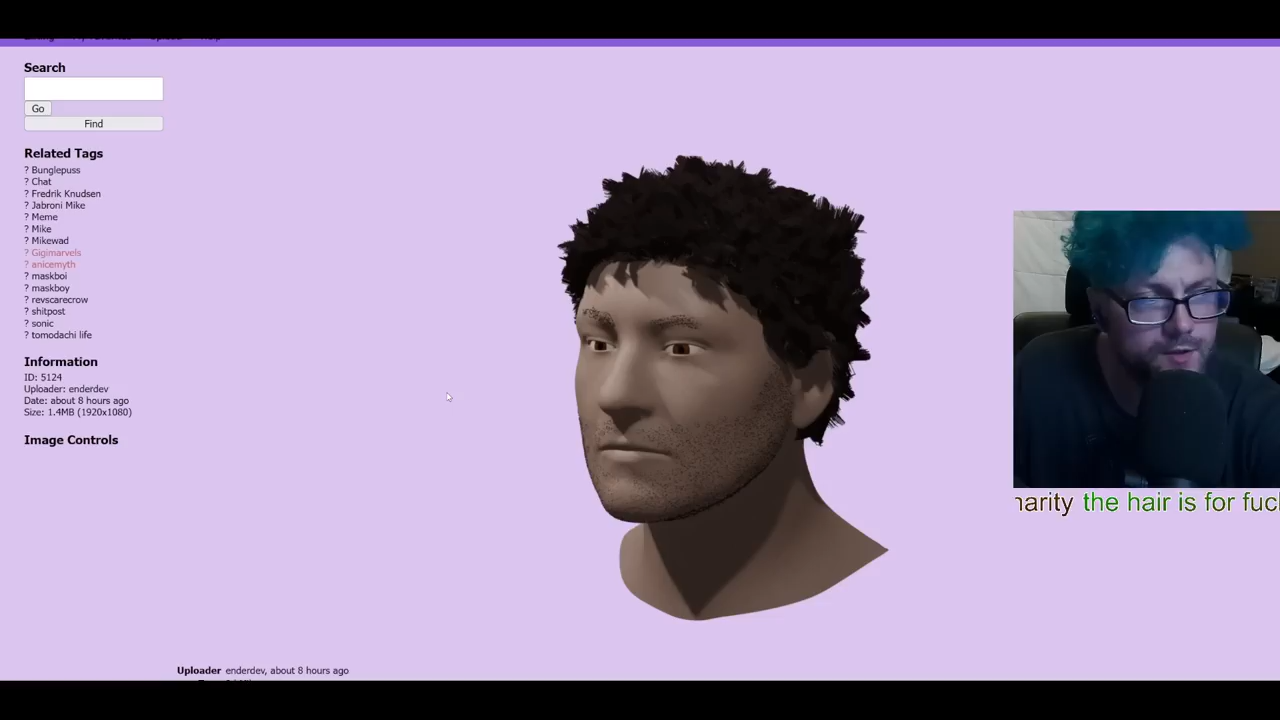 Search
Go
Find
Related Tags
? Bunglepuss
? Chat
? Fredrik Knudsen
? Jabroni Mike
? Meme
? Mike
? Mikewad
? Gigimarvels
? anicemyth
? maskboi
? maskboy
? revscarecrow
? shitpost
? sonic
? tomodachi life
Information
ID: 5124
Uploader: enderdev
Date: about 8 hours ago
Size: 1.4MB (1920x1080)
Image Controls
harity the hair is for fuc
Uploader enderdev, about 8 hours ago